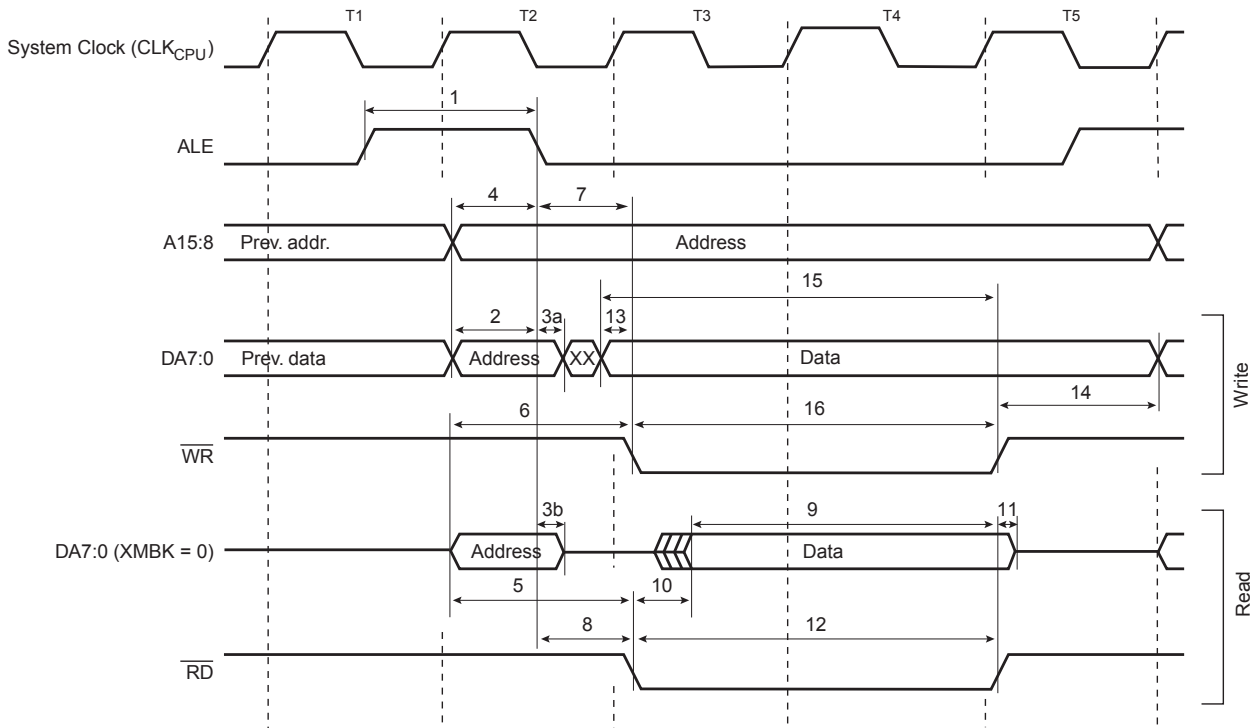 T1 T2 T3 T4 T5
System Clock (CLKCPU)
1
ALE
4 7
A15:8 Prev. addr. Address
15
2 3a 13
DA7:0 Prev. data Address XX Data
14
6 16
WR
Write
3b 9 11
DA7:0 (XMBK = 0) Address Data
5 10
8 12
RD
Read